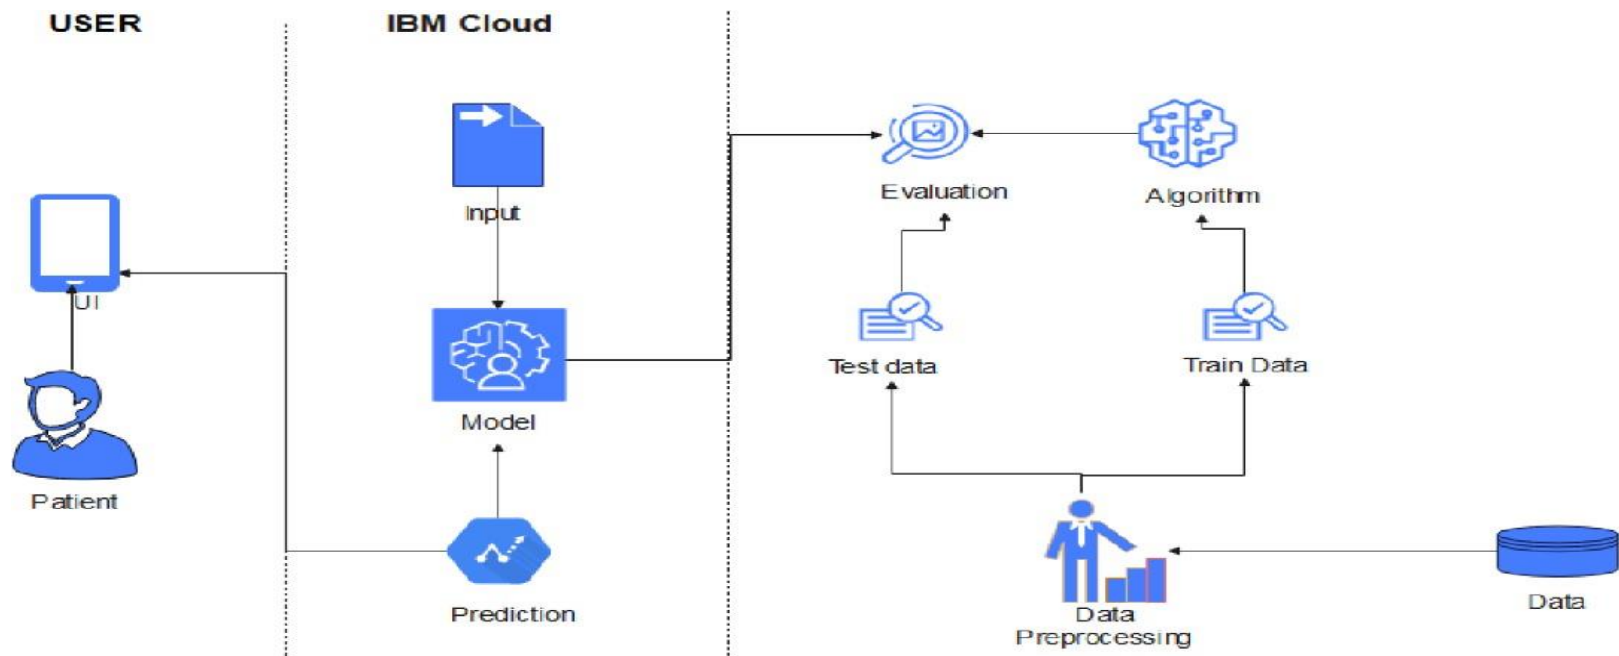 USER
IBM Cloud
Input
Evaluation
Algorithm
UI
Test data
Train Data
Model
Patient
Prediction
Data
Preprocessing
Data